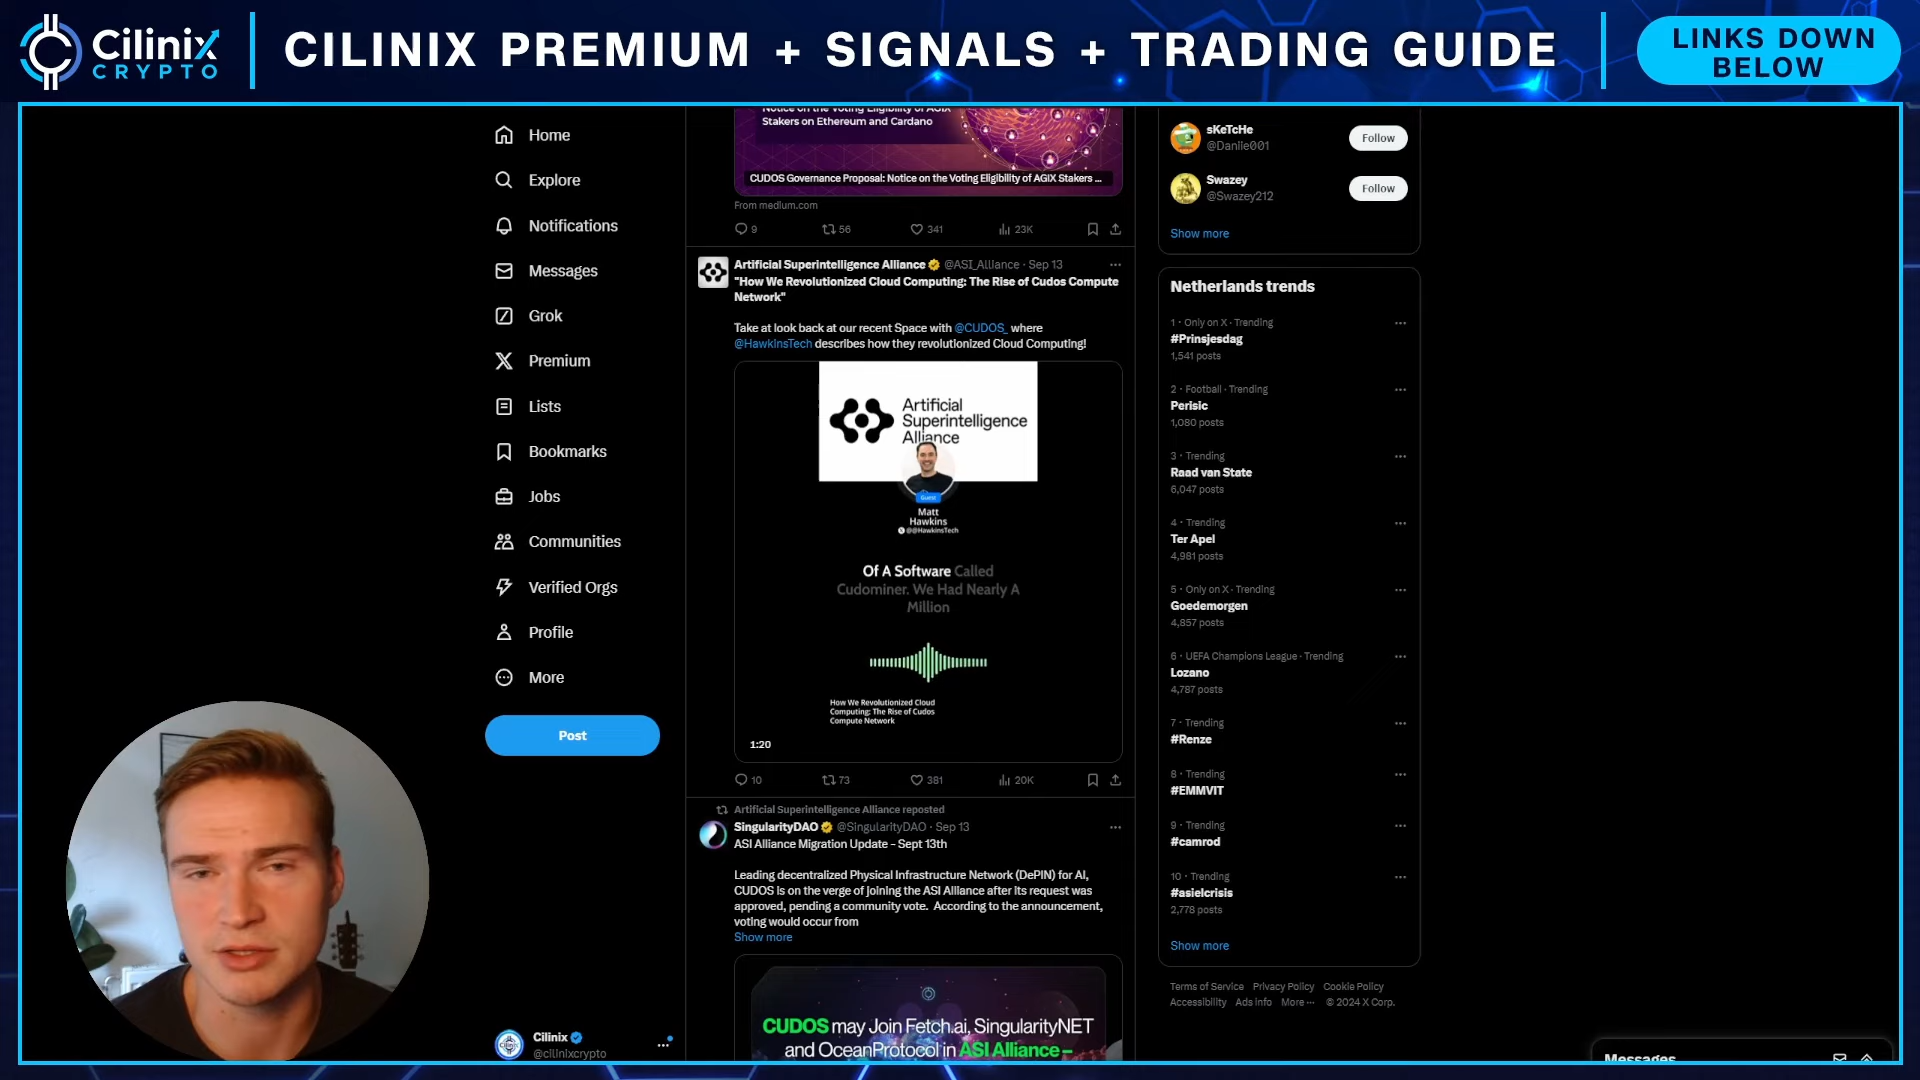 Cilinix
CRYPTO
CILINIX PREMIUM + SIGNALS + TRADING GUIDE
LINKS DOWN
BELOW
Home
Explore
Notifications
Messages
Grok
Premium
Lists
Bookmarks
Jobs
Communities
Verified Orgs
Profile
More
Post
Cilinix
@cilinixcrypto
Notice on the Voting Eligibility of AGIX
Stakers on Ethereum and Cardano
CUDOS Governance Proposal: Notice on the Voting Eligibility of AGIX Stakers ...
From medium.com
9 56 341 23K
Artificial Superintelligence Alliance @ASI_Alliance · Sep 13
"How We Revolutionized Cloud Computing: The Rise of Cudos Compute
Network"
Take at look back at our recent Space with @CUDOS_ where
@HawkinsTech describes how they revolutionized Cloud Computing!
Artificial
Superintelligence
Alliance
Guest
Matt
Hawkins
@@HawkinsTech
Of A Software Called
Cudominer. We Had Nearly A
Million
How We Revolutionized Cloud
Computing: The Rise of Cudos
Compute Network
1:20
10 73 381 20K
Artificial Superintelligence Alliance reposted
SingularityDAO @SingularityDAO · Sep 13
ASI Alliance Migration Update - Sept 13th
Leading decentralized Physical Infrastructure Network (DePIN) for AI,
CUDOS is on the verge of joining the ASI Alliance after its request was
approved, pending a community vote. According to the announcement,
voting would occur from
Show more
CUDOS may Join Fetch.ai, SingularityNET
and OceanProtocol in ASI Alliance –
sKeTcHe
@Daniie001
Follow
Swazey
@Swazey212
Follow
Show more
Netherlands trends
1 · Only on X · Trending
#Prinsjesdag
1,541 posts
2 · Football · Trending
Perisic
1,080 posts
3 · Trending
Raad van State
6,047 posts
4 · Trending
Ter Apel
4,981 posts
5 · Only on X · Trending
Goedemorgen
4,857 posts
6 · UEFA Champions League · Trending
Lozano
4,787 posts
7 · Trending
#Renze
8 · Trending
#EMMVIT
9 · Trending
#camrod
10 · Trending
#asielcrisis
2,778 posts
Show more
Terms of Service Privacy Policy Cookie Policy
Accessibility Ads info More ... © 2024 X Corp.
Messages